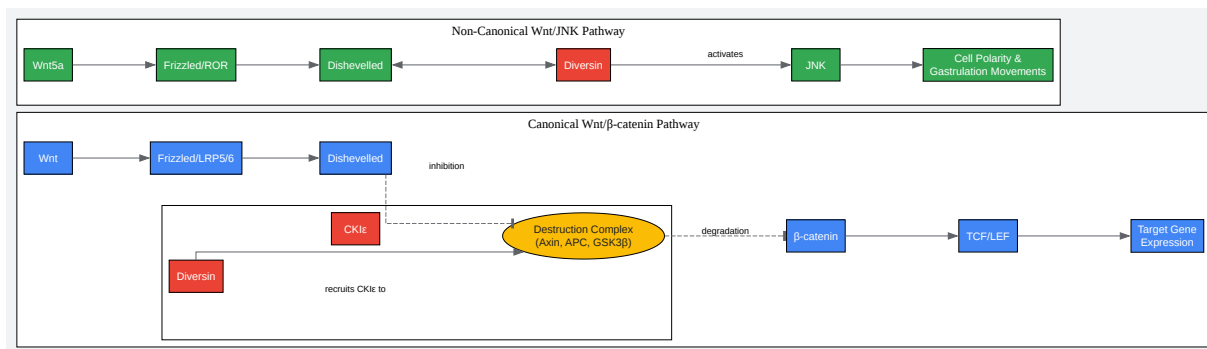 Non-Canonical Wnt/JNK Pathway
Wnt5a
Frizzled/ROR
Dishevelled
Diversin
activates
JNK
Cell Polarity &
Gastrulation Movements
Canonical Wnt/β-catenin Pathway
Wnt
Frizzled/LRP5/6
Dishevelled
inhibition
CKIε
Destruction Complex
(Axin, APC, GSK3β)
degradation
β-catenin
TCF/LEF
Target Gene
Expression
Diversin
recruits CKIε to